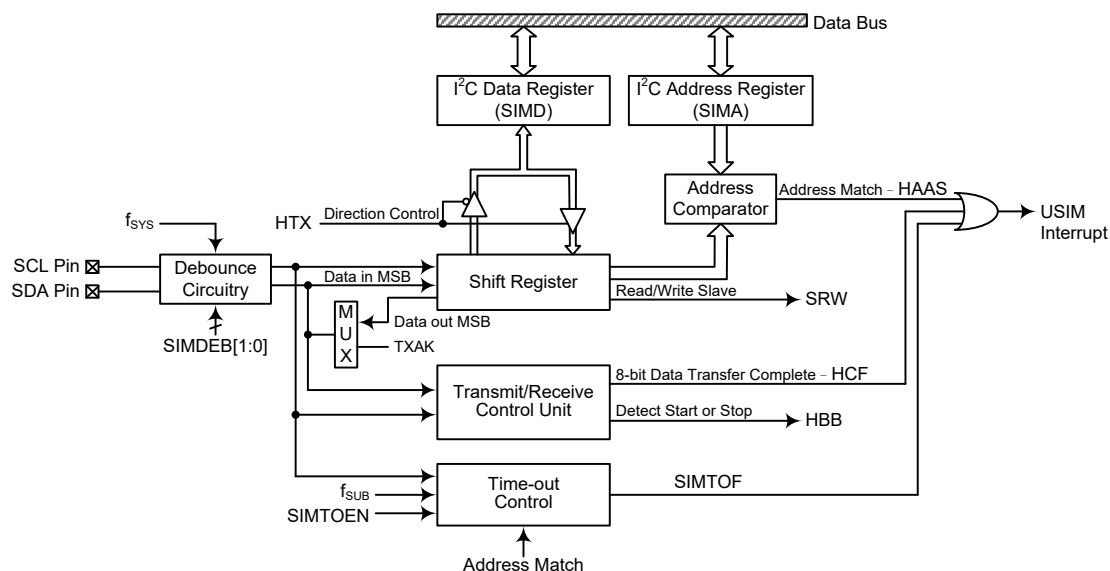 Data Bus
I²C Data Register
(SIMD)
I²C Address Register
(SIMA)
Address
Comparator
Address Match - HAAS
USIM
Interrupt
HTX
Direction Control
fSYS
SCL Pin
SDA Pin
Debounce
Circuitry
SIMDEB[1:0]
Data in MSB
Shift Register
Read/Write Slave
SRW
M
U
X
Data out MSB
TXAK
Transmit/Receive
Control Unit
8-bit Data Transfer Complete - HCF
Detect Start or Stop
HBB
Time-out
Control
fSUB
SIMTOEN
SIMTOF
Address Match